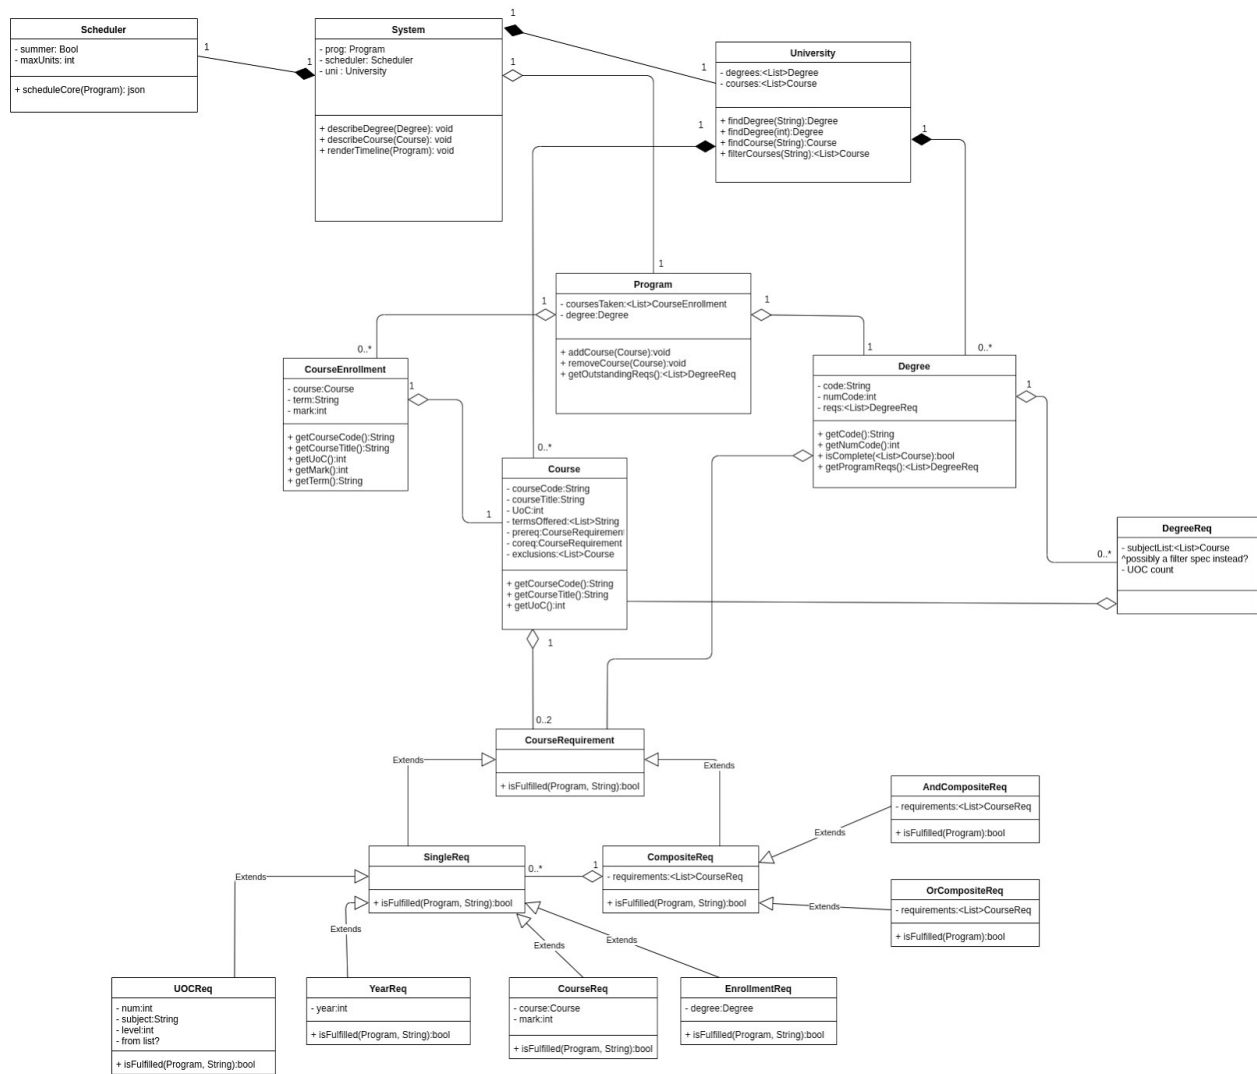 Scheduler
- summer: Bool
- maxUnits: int
+ scheduleCore(Program): json
1
1
System
- prog: Program
- scheduler: Scheduler
- uni : University
+ describeDegree(Degree): void
+ describeCourse(Course): void
+ renderTimeline(Program): void
1
1
1
University
- degrees:<List>Degree
- courses:<List>Course
+ findDegree(String):Degree
+ findDegree(int):Degree
+ findCourse(String):Course
+ filterCourses(String):<List>Course
1
1
1
Program
- coursesTaken:<List>CourseEnrollment
- degree:Degree
+ addCourse(Course):void
+ removeCourse(Course):void
+ getOutstandingReqs():<List>DegreeReq
1
1
0..*
1
0..*
CourseEnrollment
- course:Course
- term:String
- mark:int
+ getCourseCode():String
+ getCourseTitle():String
+ getUoC():int
+ getMark():int
+ getTerm():String
1
Degree
- code:String
- numCode:int
- reqs:<List>DegreeReq
+ getCode():String
+ getNumCode():int
+ isComplete(<List>Course):bool
+ getProgramReqs():<List>DegreeReq
1
0..*
1
Course
- courseCode:String
- courseTitle:String
- UoC:int
- termsOffered:<List>String
- prereq:CourseRequirement
- coreq:CourseRequirement
- exclusions:<List>Course
+ getCourseCode():String
+ getCourseTitle():String
+ getUoC():int
1
0..*
DegreeReq
- subjectList:<List>Course
^possibly a filter spec instead?
- UOC count
0..2
CourseRequirement
+ isFulfilled(Program, String):bool
Extends
Extends
SingleReq
+ isFulfilled(Program, String):bool
0..*
1
CompositeReq
- requirements:<List>CourseReq
+ isFulfilled(Program, String):bool
Extends
AndCompositeReq
- requirements:<List>CourseReq
+ isFulfilled(Program):bool
Extends
OrCompositeReq
- requirements:<List>CourseReq
+ isFulfilled(Program):bool
Extends
Extends
Extends
Extends
UOCReq
- num:int
- subject:String
- level:int
- from list?
+ isFulfilled(Program, String):bool
YearReq
- year:int
+ isFulfilled(Program, String):bool
CourseReq
- course:Course
- mark:int
+ isFulfilled(Program, String):bool
EnrollmentReq
- degree:Degree
+ isFulfilled(Program, String):bool